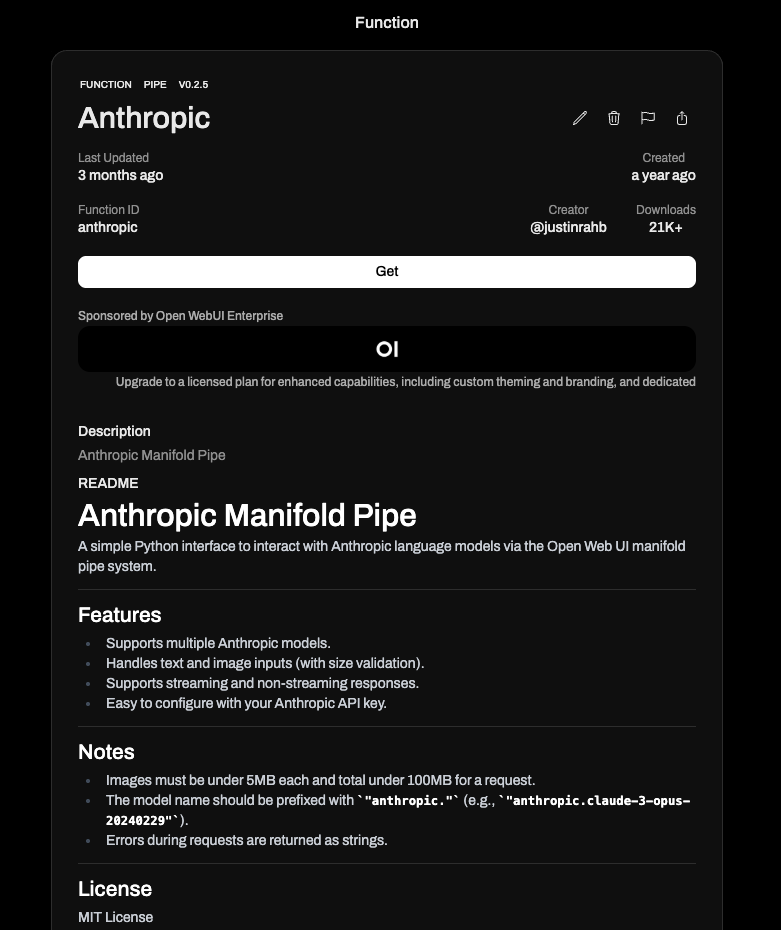 Function
FUNCTION PIPE V0.2.5
Anthropic
Last Updated Created
3 months ago a year ago
Function ID Creator Downloads
anthropic @justinrahb 21K+
Get
Sponsored by Open WebUI Enterprise
OI
Upgrade to a licensed plan for enhanced capabilities, including custom theming and branding, and dedicated
Description
Anthropic Manifold Pipe
README
Anthropic Manifold Pipe
A simple Python interface to interact with Anthropic language models via the Open Web UI manifold
pipe system.
Features
• Supports multiple Anthropic models.
• Handles text and image inputs (with size validation).
• Supports streaming and non-streaming responses.
• Easy to configure with your Anthropic API key.
Notes
• Images must be under 5MB each and total under 100MB for a request.
• The model name should be prefixed with `"anthropic."` (e.g., `"anthropic.claude-3-opus-
20240229"`).
• Errors during requests are returned as strings.
License
MIT License